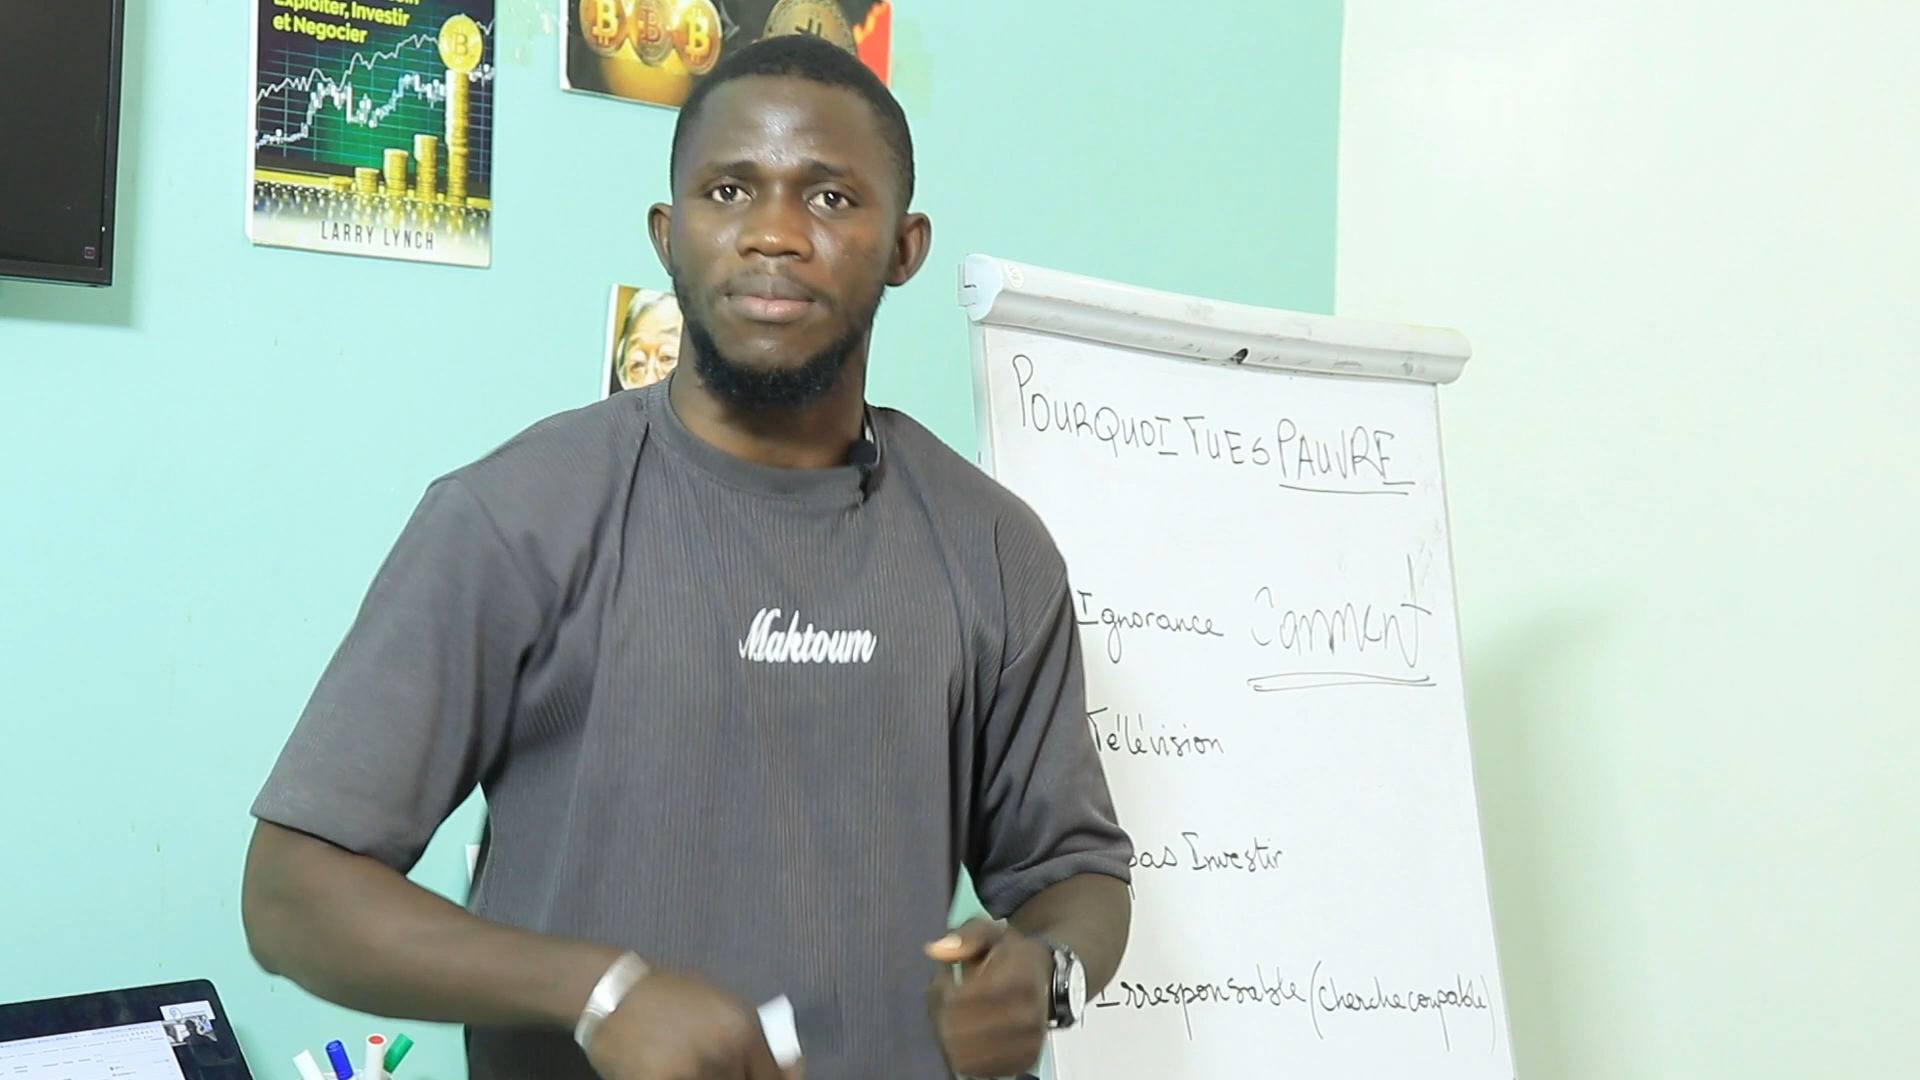 Exploiter, Investir
et Negocier
LARRY LYNCH
Maktoum
POURQUOI TU ES PAUVRE
Ignorance Comment
Télévision
pas Investir
Irresponsable (cherche coupable)